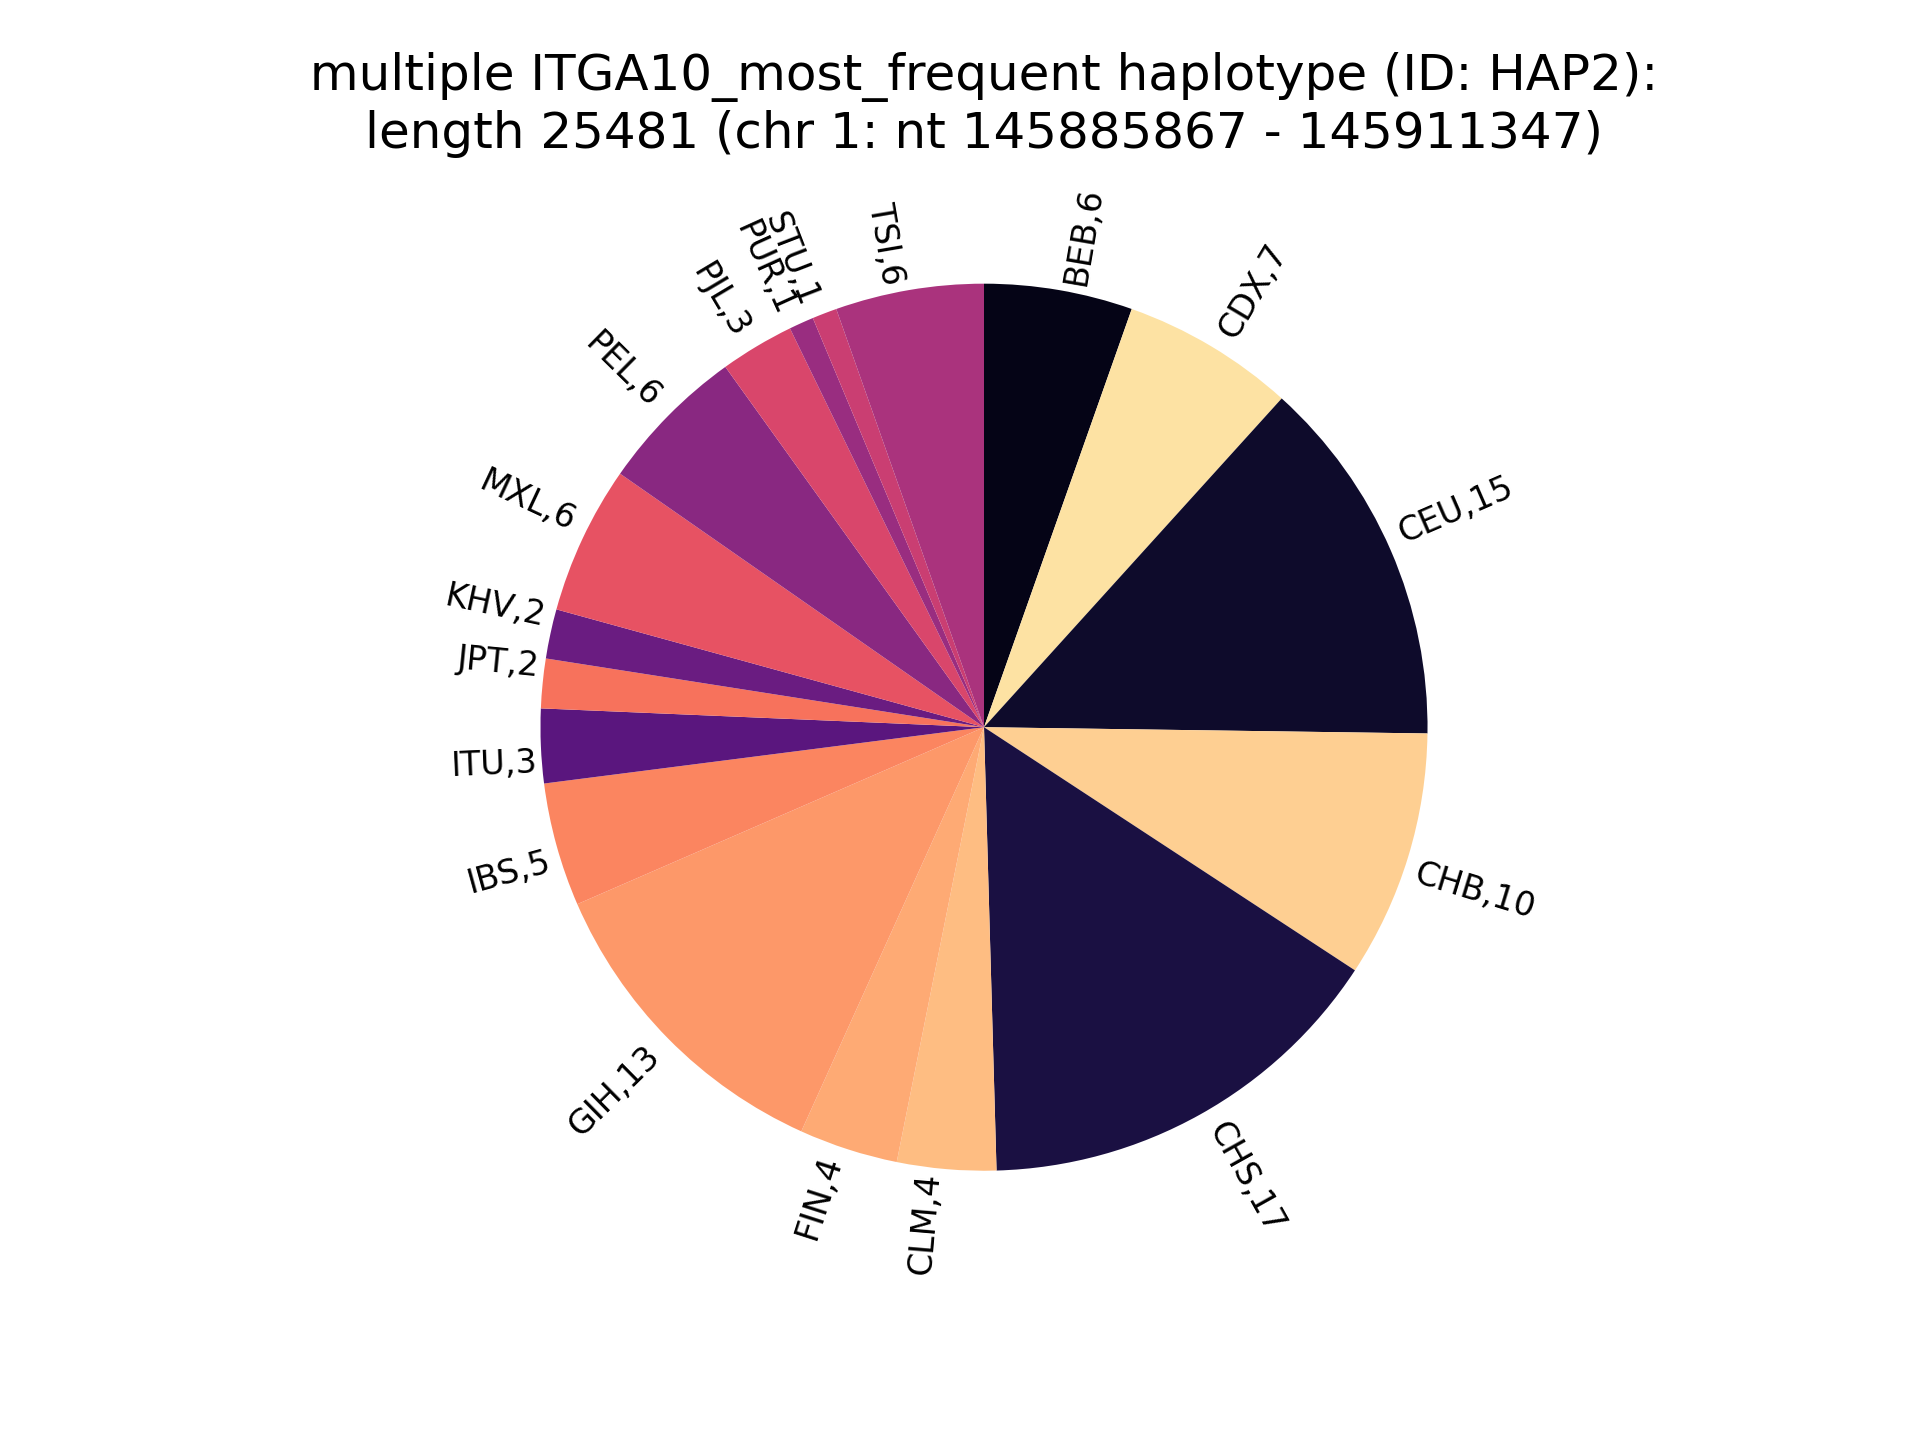 multiple ITGA10_most_frequent haplotype (ID: HAP2):
length 25481 (chr 1: nt 145885867 - 145911347)
BEB,6
CDX,7
CEU,15
CHB,10
CHS,17
CLM,4
FIN,4
GIH,13
IBS,5
ITU,3
JPT,2
KHV,2
MXL,6
PEL,6
PJL,3
PUR,1
STU,1
TSI,6